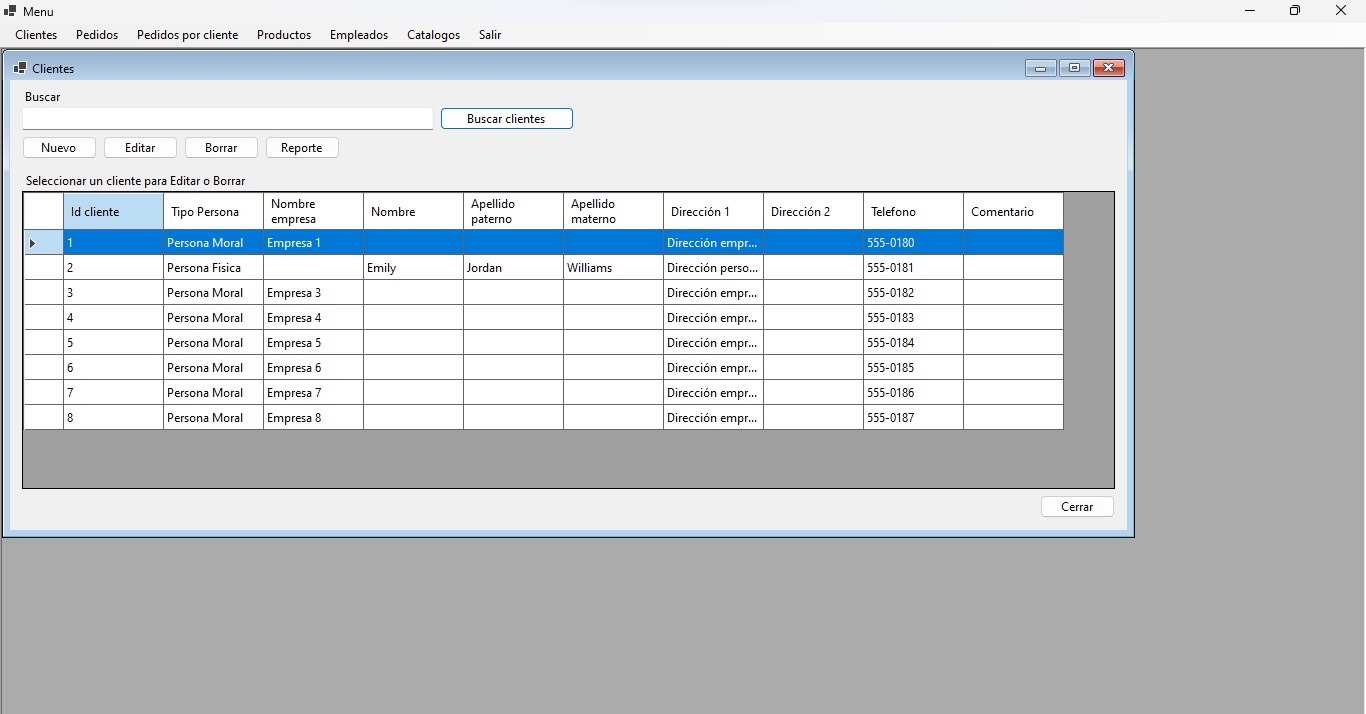 Menu
Clientes Pedidos Pedidos por cliente Productos Empleados Catalogos Salir
Clientes
Buscar
Buscar clientes
Nuevo Editar Borrar Reporte
Seleccionar un cliente para Editar o Borrar
Id cliente Tipo Persona Nombre empresa Nombre Apellido paterno Apellido materno Dirección 1 Dirección 2 Telefono Comentario
1 Persona Moral Empresa 1 Dirección empr... 555-0180
2 Persona Fisica Emily Jordan Williams Dirección perso... 555-0181
3 Persona Moral Empresa 3 Dirección empr... 555-0182
4 Persona Moral Empresa 4 Dirección empr... 555-0183
5 Persona Moral Empresa 5 Dirección empr... 555-0184
6 Persona Moral Empresa 6 Dirección empr... 555-0185
7 Persona Moral Empresa 7 Dirección empr... 555-0186
8 Persona Moral Empresa 8 Dirección empr... 555-0187
Cerrar